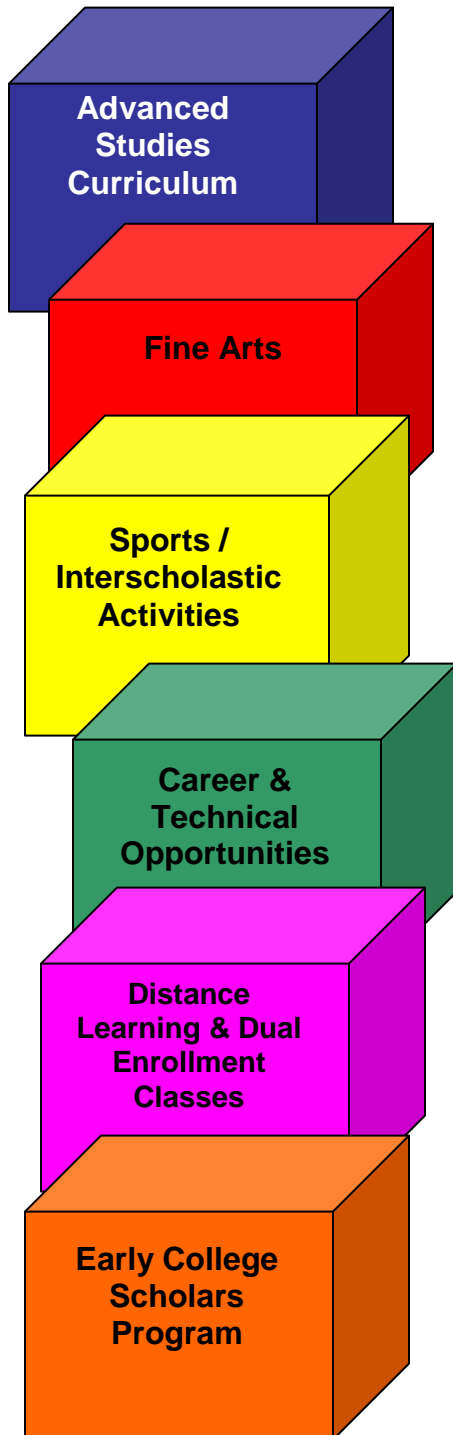 Advanced
Studies
Curriculum
Fine Arts
Sports /
Interscholastic
Activities
Career &
Technical
Opportunities
Distance
Learning & Dual
Enrollment
Classes
Early College
Scholars
Program